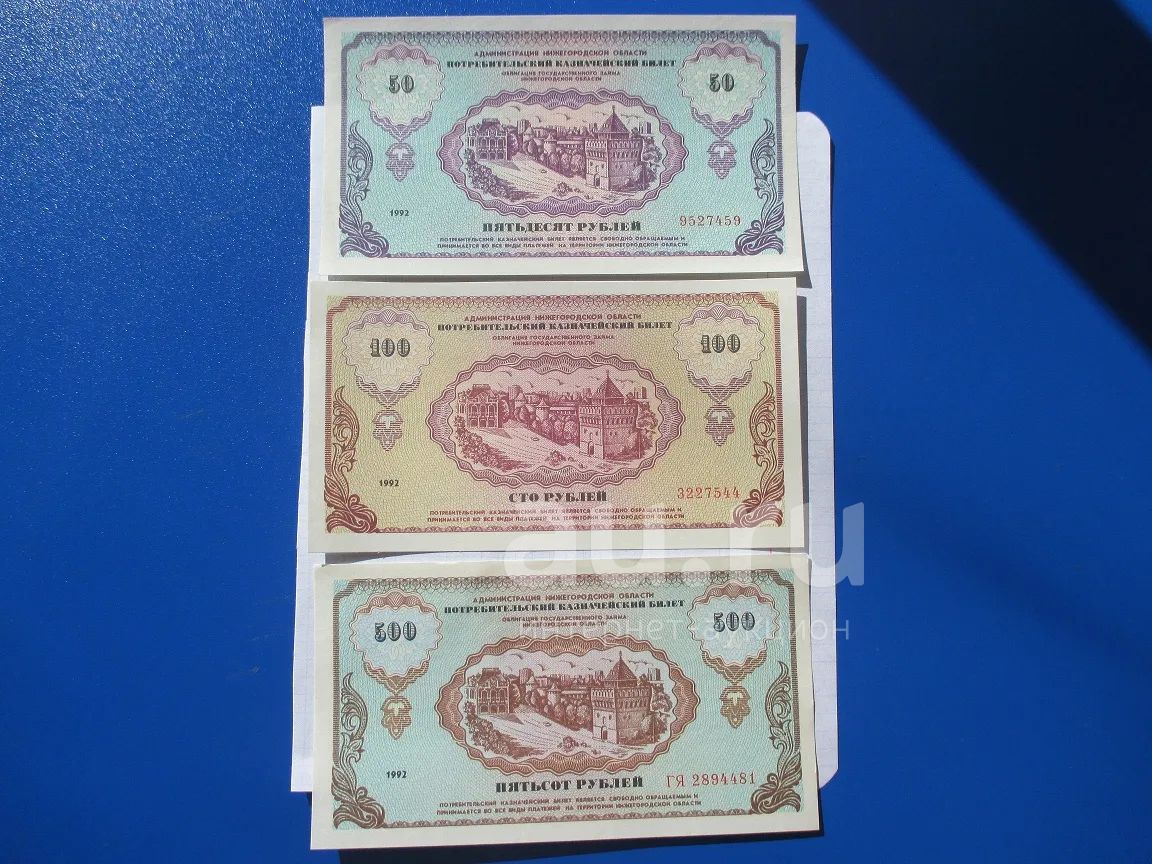 АДМИНИСТРАЦИЯ НИЖЕГОРОДСКОЙ ОБЛАСТИ
ПОТРЕБИТЕЛЬСКИЙ КАЗНАЧЕЙСКИЙ БИЛЕТ
ОБЛИГАЦИЯ ГОСУДАРСТВЕННОГО ЗАЙМА
НИЖЕГОРОДСКОЙ ОБЛАСТИ
50 50
1992
ПЯТЬДЕСЯТ РУБЛЕЙ 9527459
ПОТРЕБИТЕЛЬСКИЙ КАЗНАЧЕЙСКИЙ БИЛЕТ ЯВЛЯЕТСЯ СВОБОДНО ОБРАЩАЕМЫМ И
ПРИНИМАЕТСЯ ВО ВСЕ ВИДЫ ПЛАТЕЖЕЙ НА ТЕРРИТОРИИ НИЖЕГОРОДСКОЙ ОБЛАСТИ
АДМИНИСТРАЦИЯ НИЖЕГОРОДСКОЙ ОБЛАСТИ
ПОТРЕБИТЕЛЬСКИЙ КАЗНАЧЕЙСКИЙ БИЛЕТ
ОБЛИГАЦИЯ ГОСУДАРСТВЕННОГО ЗАЙМА
НИЖЕГОРОДСКОЙ ОБЛАСТИ
100 100
1992
СТО РУБЛЕЙ 3227544
ПОТРЕБИТЕЛЬСКИЙ КАЗНАЧЕЙСКИЙ БИЛЕТ ЯВЛЯЕТСЯ СВОБОДНО ОБРАЩАЕМЫМ И
ПРИНИМАЕТСЯ ВО ВСЕ ВИДЫ ПЛАТЕЖЕЙ НА ТЕРРИТОРИИ НИЖЕГОРОДСКОЙ ОБЛАСТИ
au.ru
интернет-аукцион
АДМИНИСТРАЦИЯ НИЖЕГОРОДСКОЙ ОБЛАСТИ
ПОТРЕБИТЕЛЬСКИЙ КАЗНАЧЕЙСКИЙ БИЛЕТ
ОБЛИГАЦИЯ ГОСУДАРСТВЕННОГО ЗАЙМА
НИЖЕГОРОДСКОЙ ОБЛАСТИ
500 500
1992
ПЯТЬСОТ РУБЛЕЙ ГЯ 2894481
ПОТРЕБИТЕЛЬСКИЙ КАЗНАЧЕЙСКИЙ БИЛЕТ ЯВЛЯЕТСЯ СВОБОДНО ОБРАЩАЕМЫМ И
ПРИНИМАЕТСЯ ВО ВСЕ ВИДЫ ПЛАТЕЖЕЙ НА ТЕРРИТОРИИ НИЖЕГОРОДСКОЙ ОБЛАСТИ